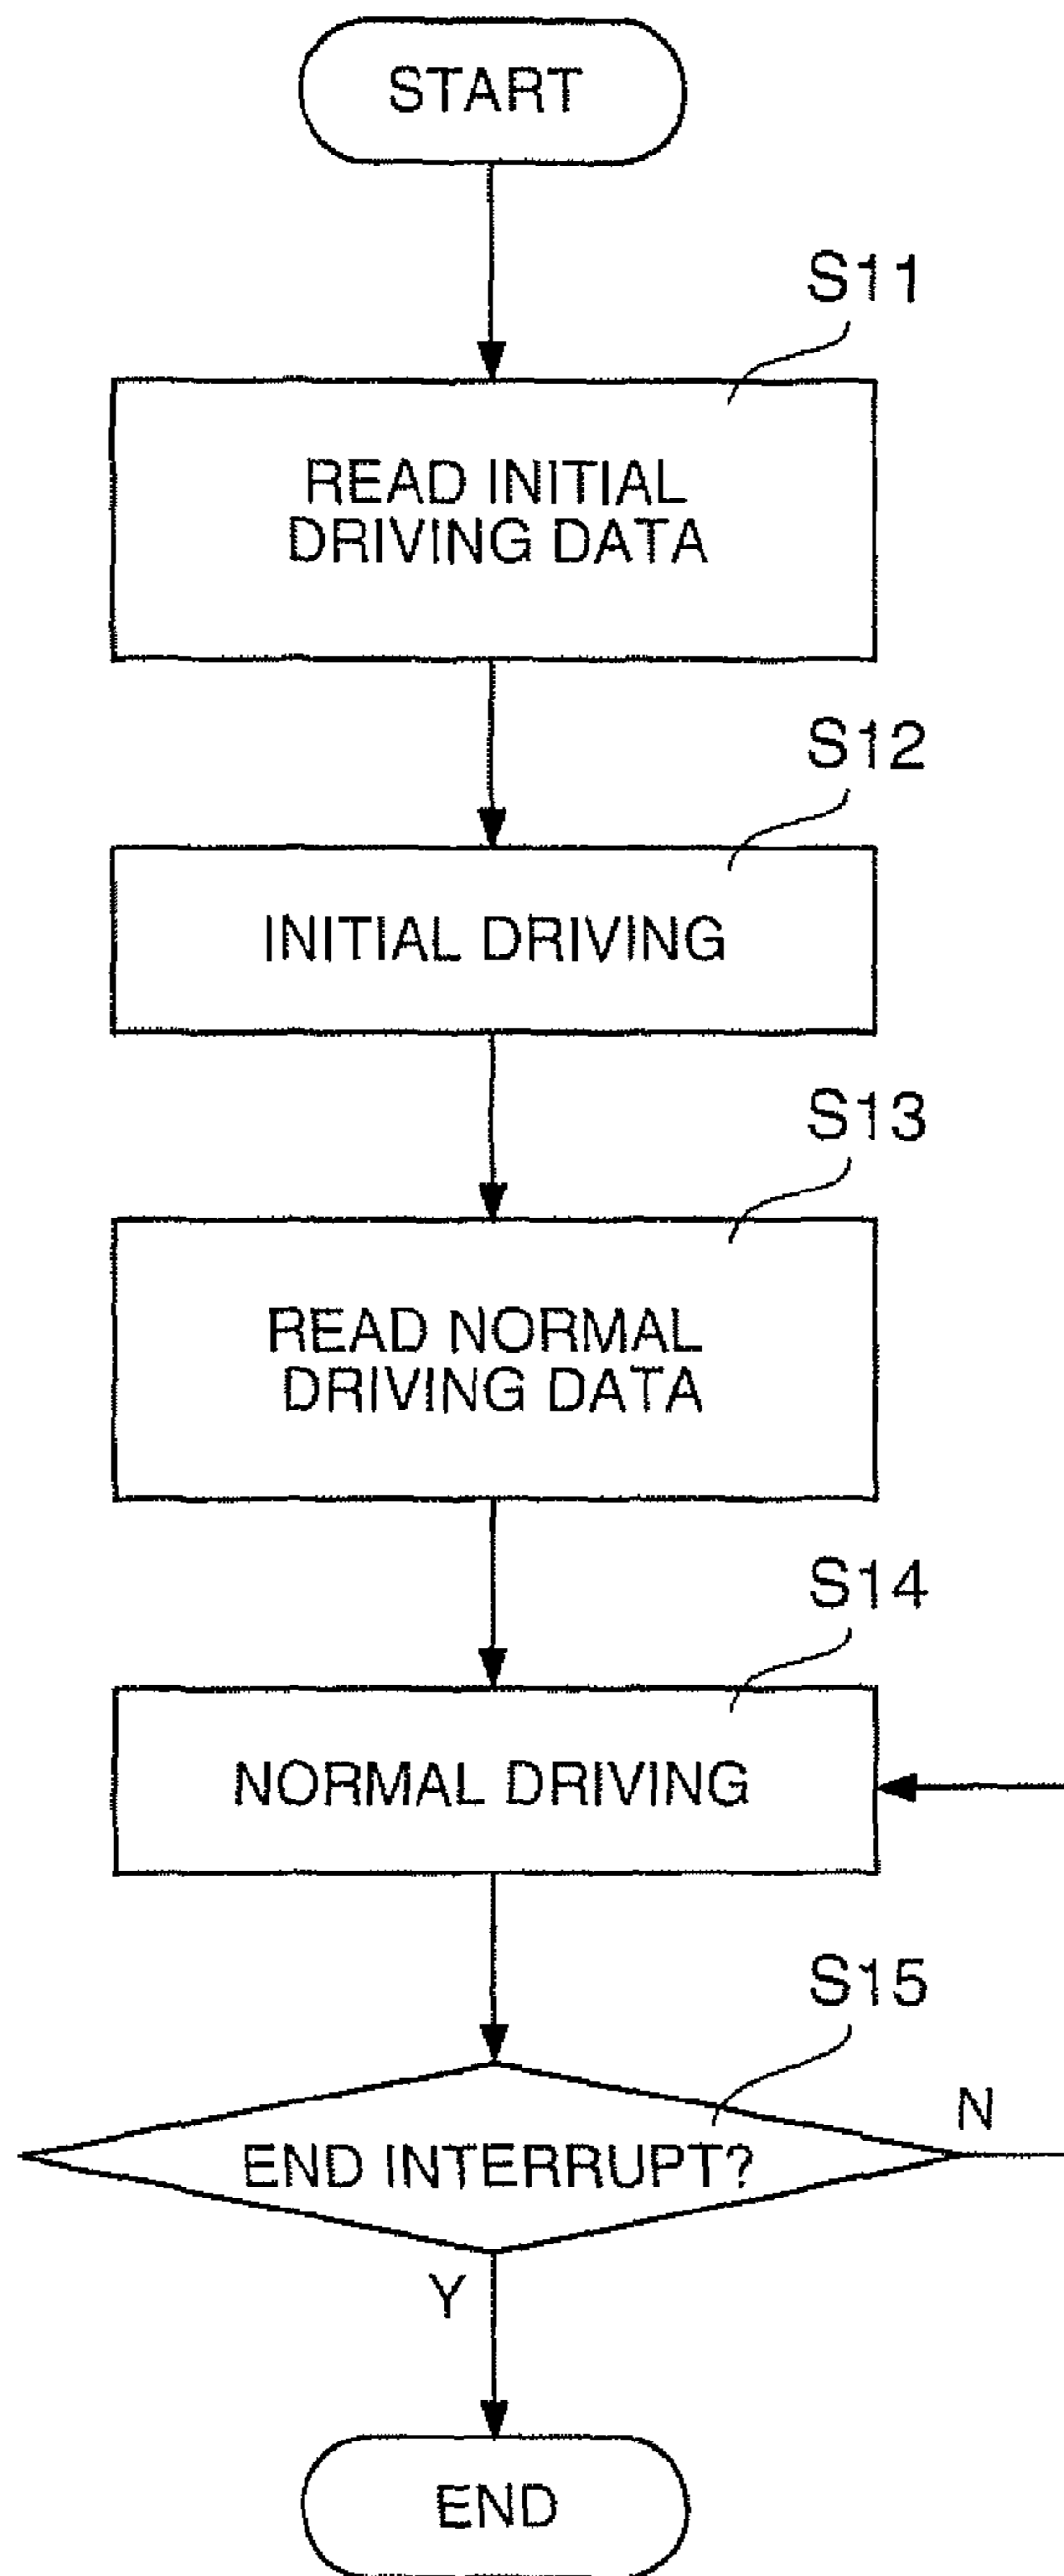 START
S11
READ INITIAL
DRIVING DATA
S12
INITIAL DRIVING
S13
READ NORMAL
DRIVING DATA
S14
NORMAL DRIVING
S15
END INTERRUPT?
N
Y
END